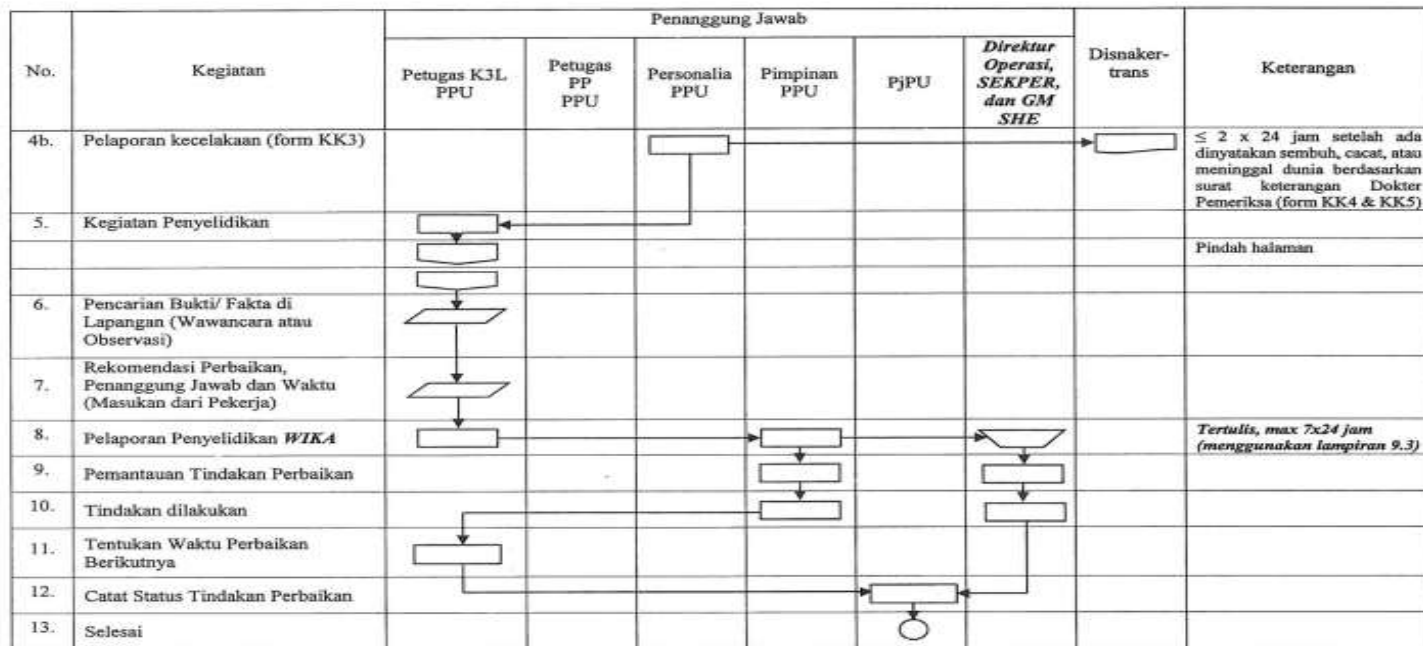 Penanggung Jawab
No.
Kegiatan
Petugas K3L
PPU
Petugas
PP
PPU
Personalia
PPU
Pimpinan
PPU
PjPU
Direktur
Operasi,
SEKPER,
dan GM
SHE
Disnaker-
trans
Keterangan
4b.
Pelaporan kecelakaan (form KK3)
≤ 2 x 24 jam setelah ada
dinyatakan sembuh, cacat, atau
meninggal dunia berdasarkan
surat keterangan Dokter
Pemeriksa (form KK4 & KK5)
5.
Kegiatan Penyelidikan
Pindah halaman
6.
Pencarian Bukti/ Fakta di
Lapangan (Wawancara atau
Observasi)
7.
Rekomendasi Perbaikan,
Penanggung Jawab dan Waktu
(Masukan dari Pekerja)
8.
Pelaporan Penyelidikan WIKA
Tertulis, max 7x24 jam
(menggunakan lampiran 9.3)
9.
Pemantauan Tindakan Perbaikan
10.
Tindakan dilakukan
11.
Tentukan Waktu Perbaikan
Berikutnya
12.
Catat Status Tindakan Perbaikan
13.
Selesai